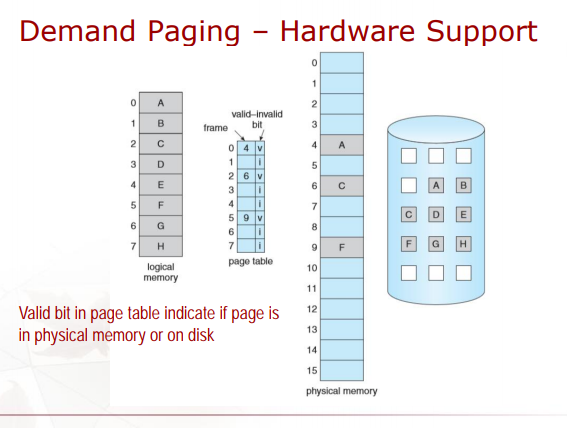 Demand Paging – Hardware Support
0 A
1 B
2 C
3 D
4 E
5 F
6 G
7 H
logical
memory
valid–invalid
bit
frame
0 4 v
1 i
2 6 v
3 i
4 i
5 9 v
6 i
7 i
page table
0
1
2
3
4 A
5
6 C
7
8
9 F
10
11
12
13
14
15
physical memory
A B
C D E
F G H
Valid bit in page table indicate if page is
in physical memory or on disk